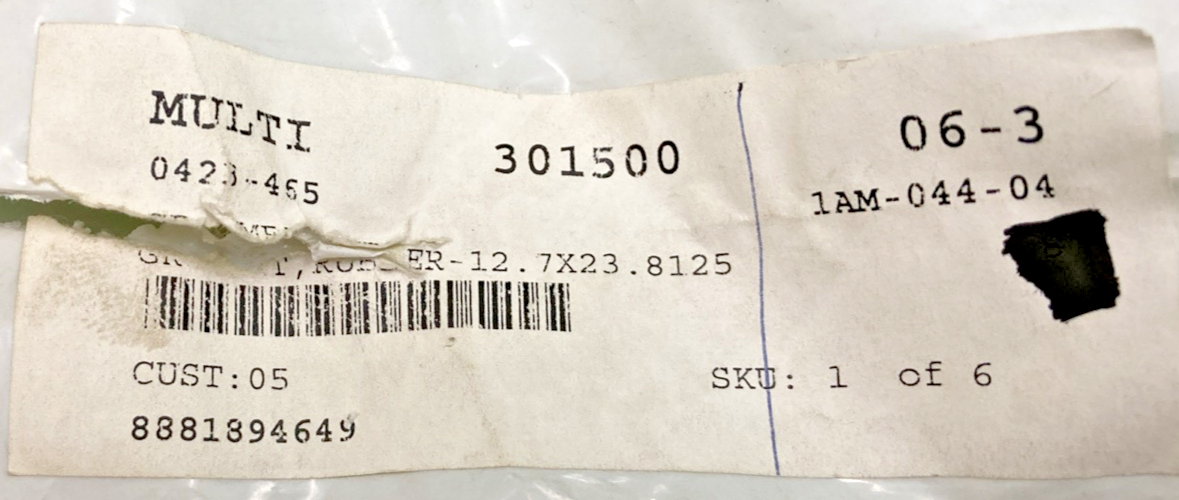 MULTI 301500 06-3
0423-465 1AM-044-04
ER-12.7X23.8125
CUST:05 SKU: 1 of 6
8881894649